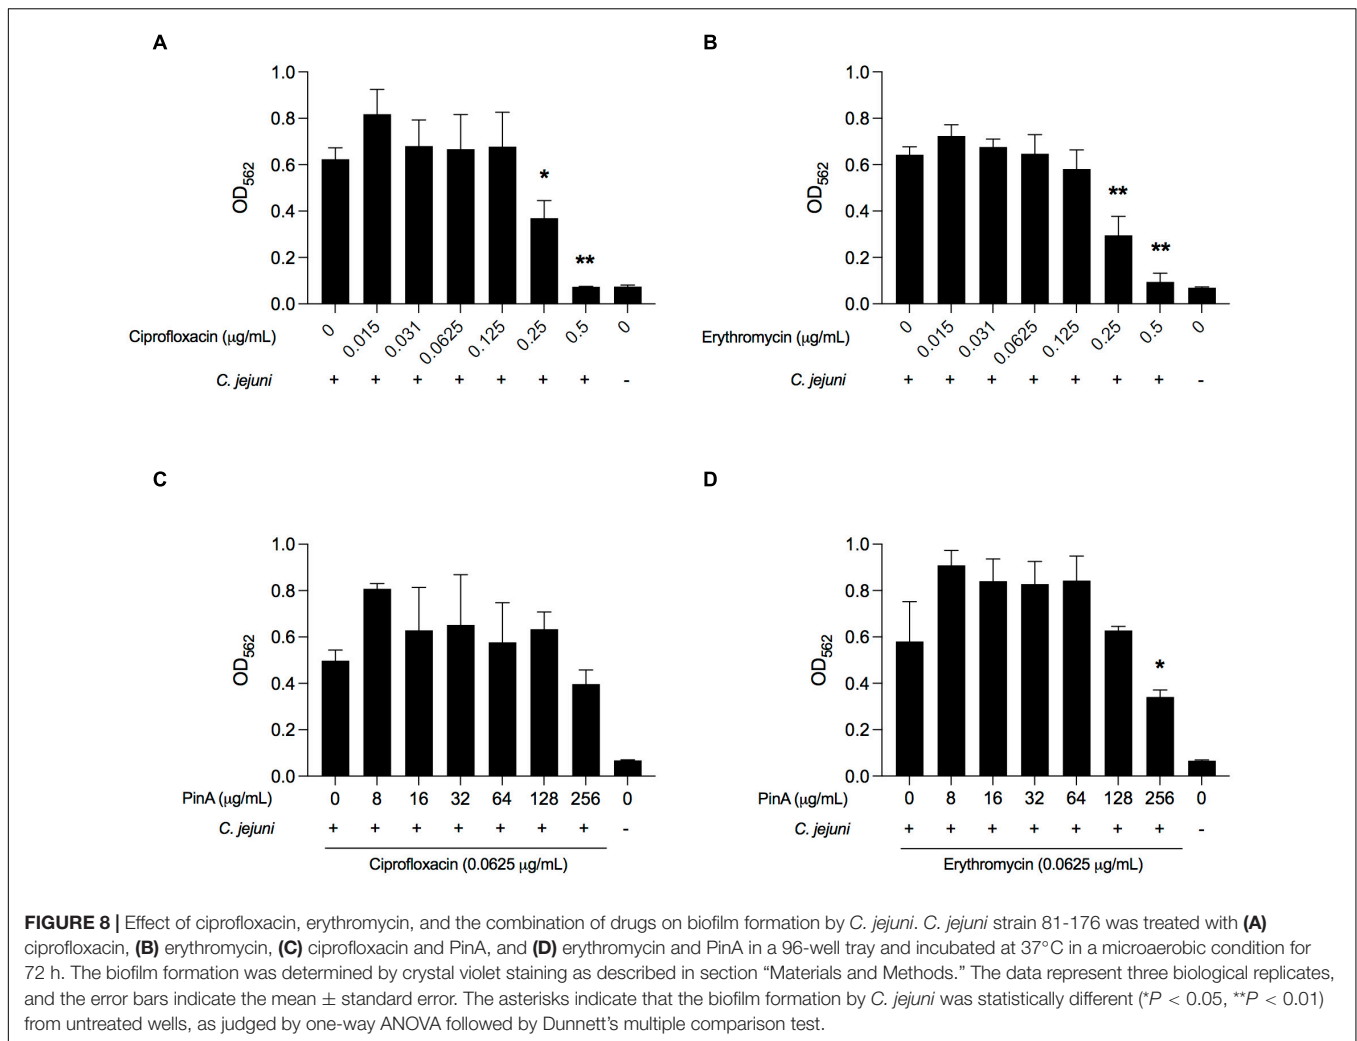 A
1.0
0.8
0.6
0.4
0.2
0.0
OD562
*
**
Ciprofloxacin (µg/mL) 0 0.015 0.031 0.0625 0.125 0.25 0.5 0
C. jejuni + + + + + + + -
B
1.0
0.8
0.6
0.4
0.2
0.0
OD562
**
**
Erythromycin (µg/mL) 0 0.015 0.031 0.0625 0.125 0.25 0.5 0
C. jejuni + + + + + + + -
C
1.0
0.8
0.6
0.4
0.2
0.0
OD562
PinA (µg/mL) 0 8 16 32 64 128 256 0
C. jejuni + + + + + + + -
Ciprofloxacin (0.0625 µg/mL)
D
1.0
0.8
0.6
0.4
0.2
0.0
OD562
*
PinA (µg/mL) 0 8 16 32 64 128 256 0
C. jejuni + + + + + + + -
Erythromycin (0.0625 µg/mL)
FIGURE 8 | Effect of ciprofloxacin, erythromycin, and the combination of drugs on biofilm formation by C. jejuni. C. jejuni strain 81-176 was treated with (A)
ciprofloxacin, (B) erythromycin, (C) ciprofloxacin and PinA, and (D) erythromycin and PinA in a 96-well tray and incubated at 37°C in a microaerobic condition for
72 h. The biofilm formation was determined by crystal violet staining as described in section “Materials and Methods.” The data represent three biological replicates,
and the error bars indicate the mean ± standard error. The asterisks indicate that the biofilm formation by C. jejuni was statistically different (*P < 0.05, **P < 0.01)
from untreated wells, as judged by one-way ANOVA followed by Dunnett’s multiple comparison test.